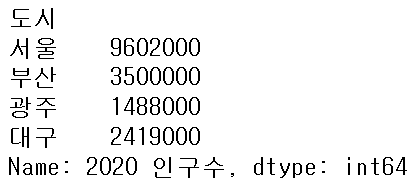 도시
서울    9602000
부산    3500000
광주    1488000
대구    2419000
Name: 2020 인구수, dtype: int64